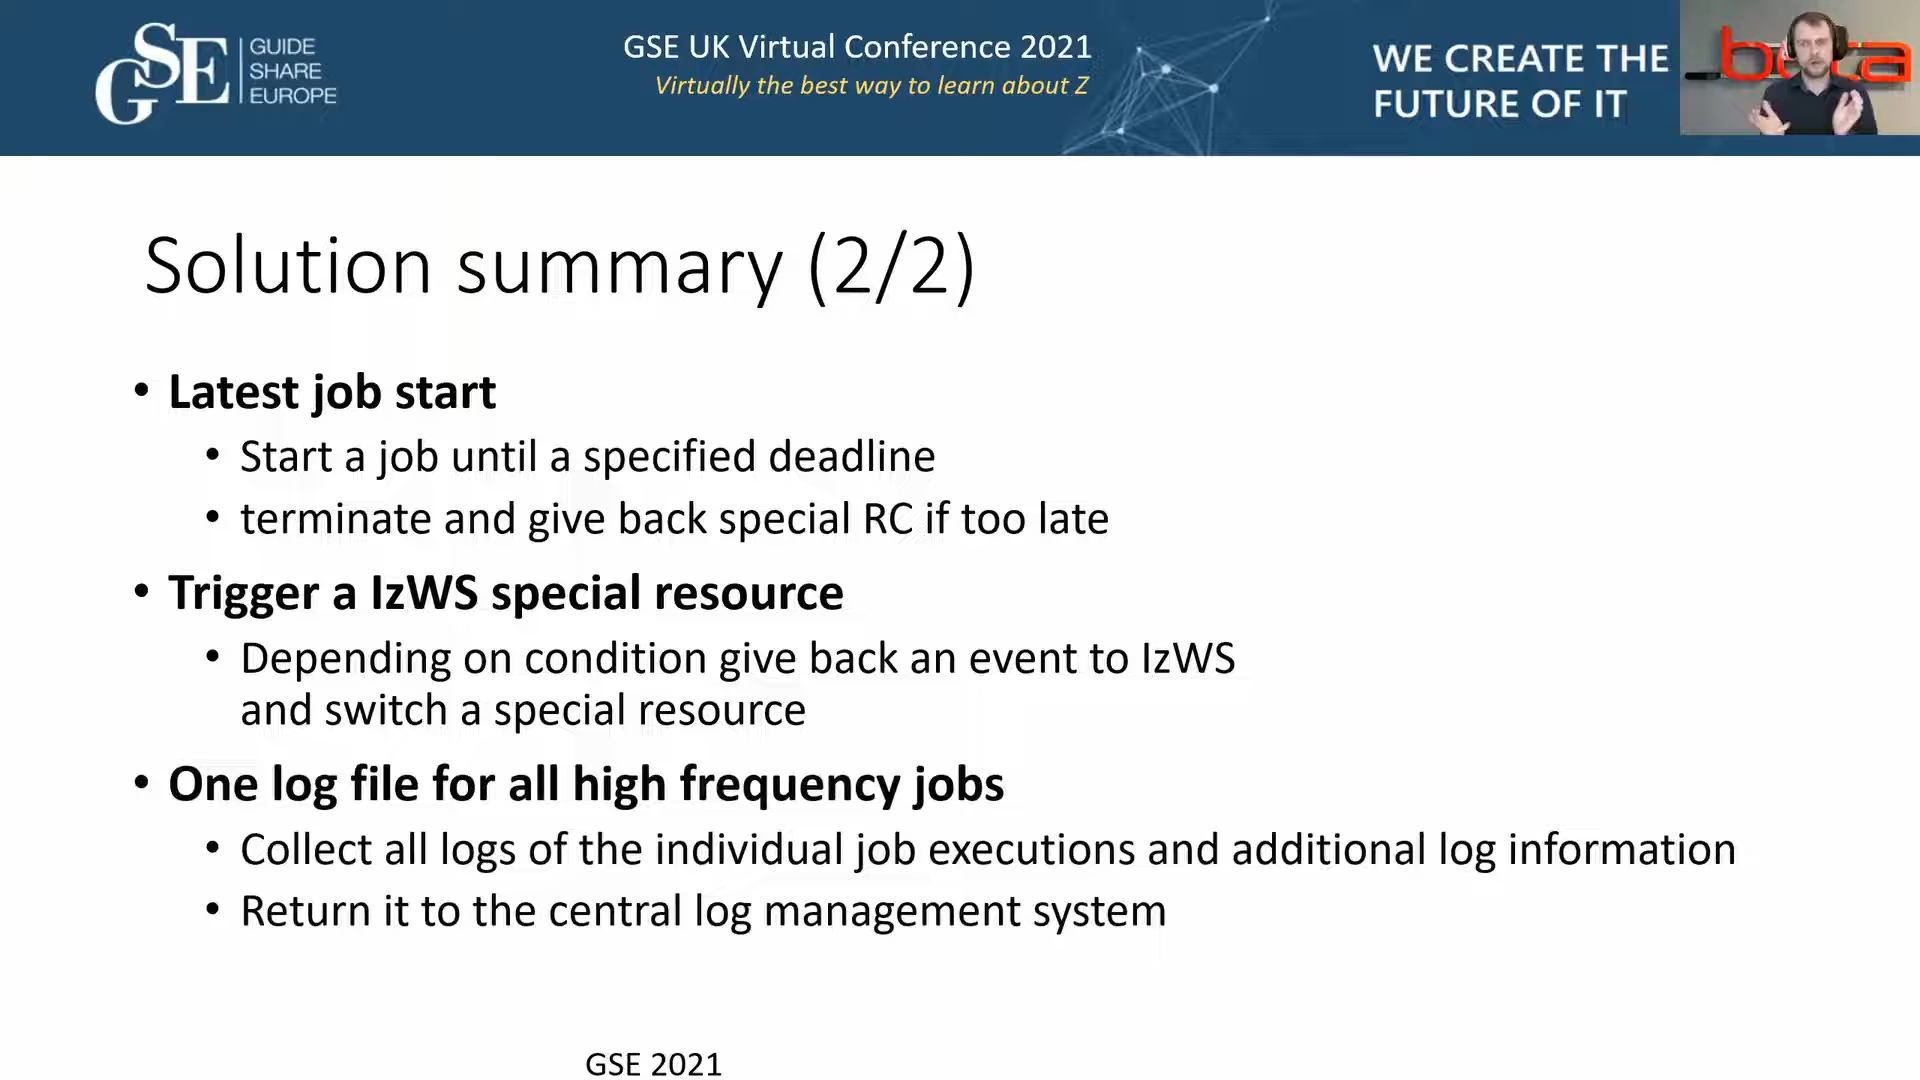 GSE
GUIDE
SHARE
EUROPE
GSE UK Virtual Conference 2021
Virtually the best way to learn about Z
WE CREATE THE
FUTURE OF IT
beta
Solution summary (2/2)
• Latest job start
• Start a job until a specified deadline
• terminate and give back special RC if too late
• Trigger a IzWS special resource
• Depending on condition give back an event to IzWS
and switch a special resource
• One log file for all high frequency jobs
• Collect all logs of the individual job executions and additional log information
• Return it to the central log management system
GSE 2021